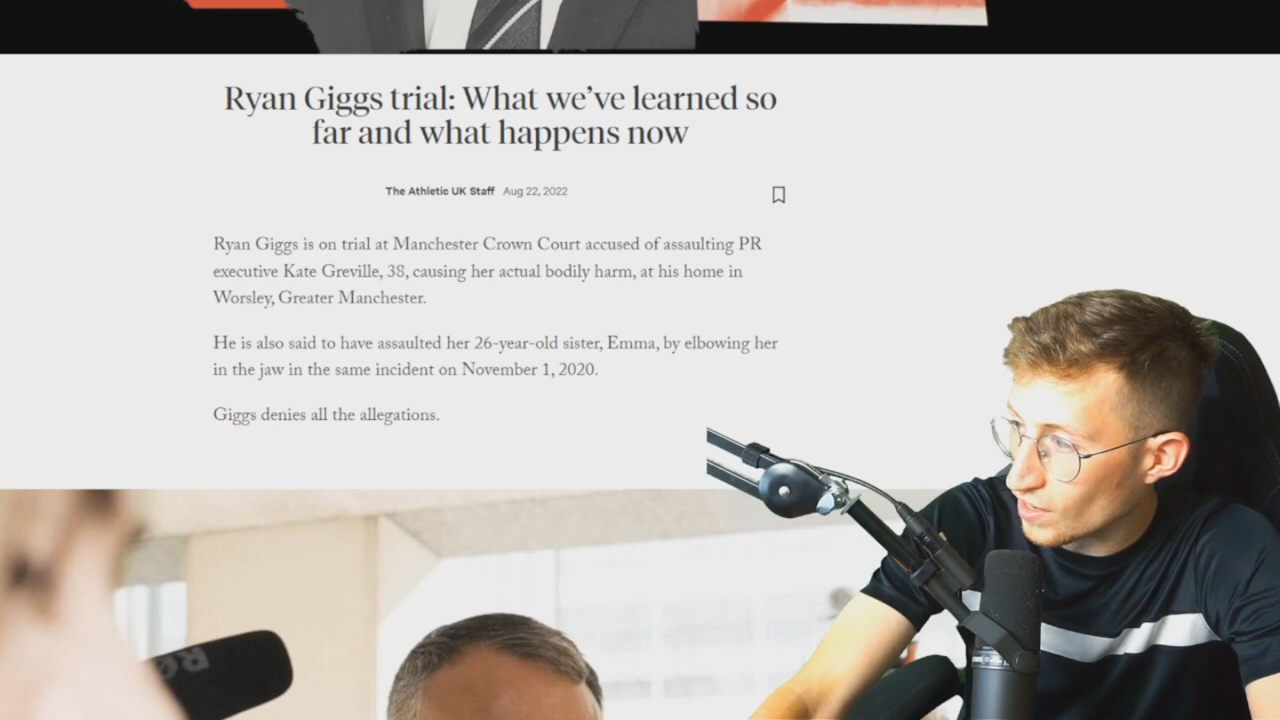 Ryan Giggs trial: What we've learned so
far and what happens now
The Athletic UK Staff Aug 22, 2022
Ryan Giggs is on trial at Manchester Crown Court accused of assaulting PR
executive Kate Greville, 38, causing her actual bodily harm, at his home in
Worsley, Greater Manchester.
He is also said to have assaulted her 26-year-old sister, Emma, by elbowing her
in the jaw in the same incident on November 1, 2020.
Giggs denies all the allegations.